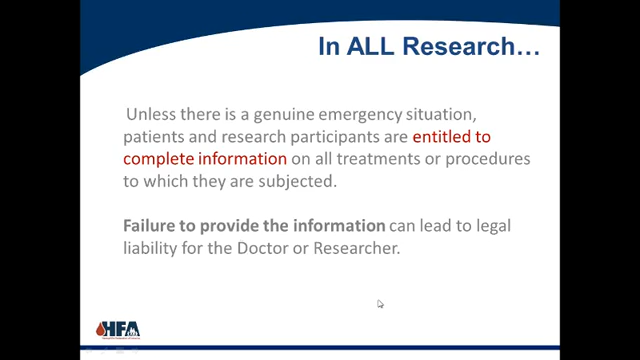 In ALL Research...
Unless there is a genuine emergency situation,
patients and research participants are entitled to
complete information on all treatments or procedures
to which they are subjected.
Failure to provide the information can lead to legal
liability for the Doctor or Researcher.
HFA